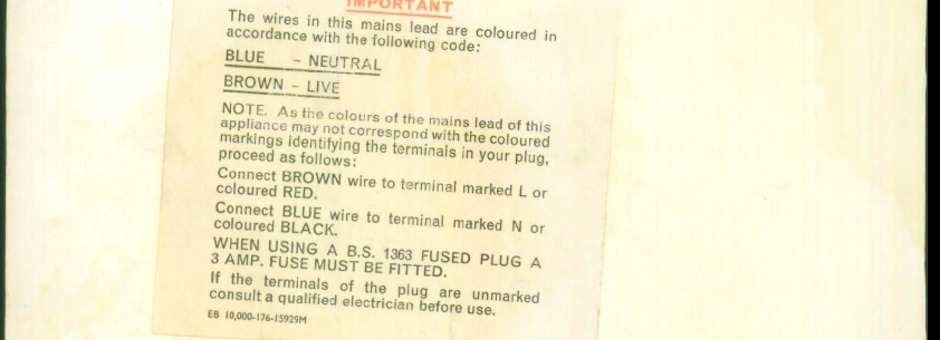 IMPORTANT
The wires in this mains lead are coloured in
accordance with the following code:
BLUE – NEUTRAL
BROWN – LIVE
NOTE. As the colours of the mains lead of this
appliance may not correspond with the coloured
markings identifying the terminals in your plug,
proceed as follows:
Connect BROWN wire to terminal marked L or
coloured RED.
Connect BLUE wire to terminal marked N or
coloured BLACK.
WHEN USING A B.S. 1363 FUSED PLUG A
3 AMP. FUSE MUST BE FITTED.
If the terminals of the plug are unmarked
consult a qualified electrician before use.
EB 10,000-176-15929M